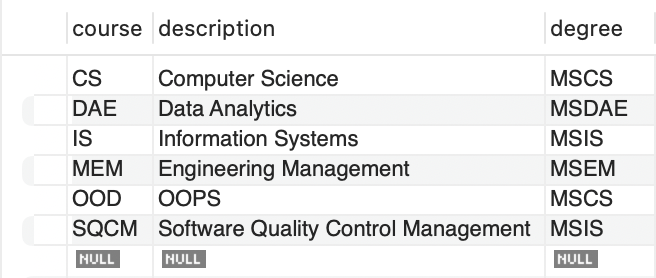 course description degree
CS Computer Science MSCS
DAE Data Analytics MSDAE
IS Information Systems MSIS
MEM Engineering Management MSEM
OOD OOPS MSCS
SQCM Software Quality Control Management MSIS
NULL NULL NULL